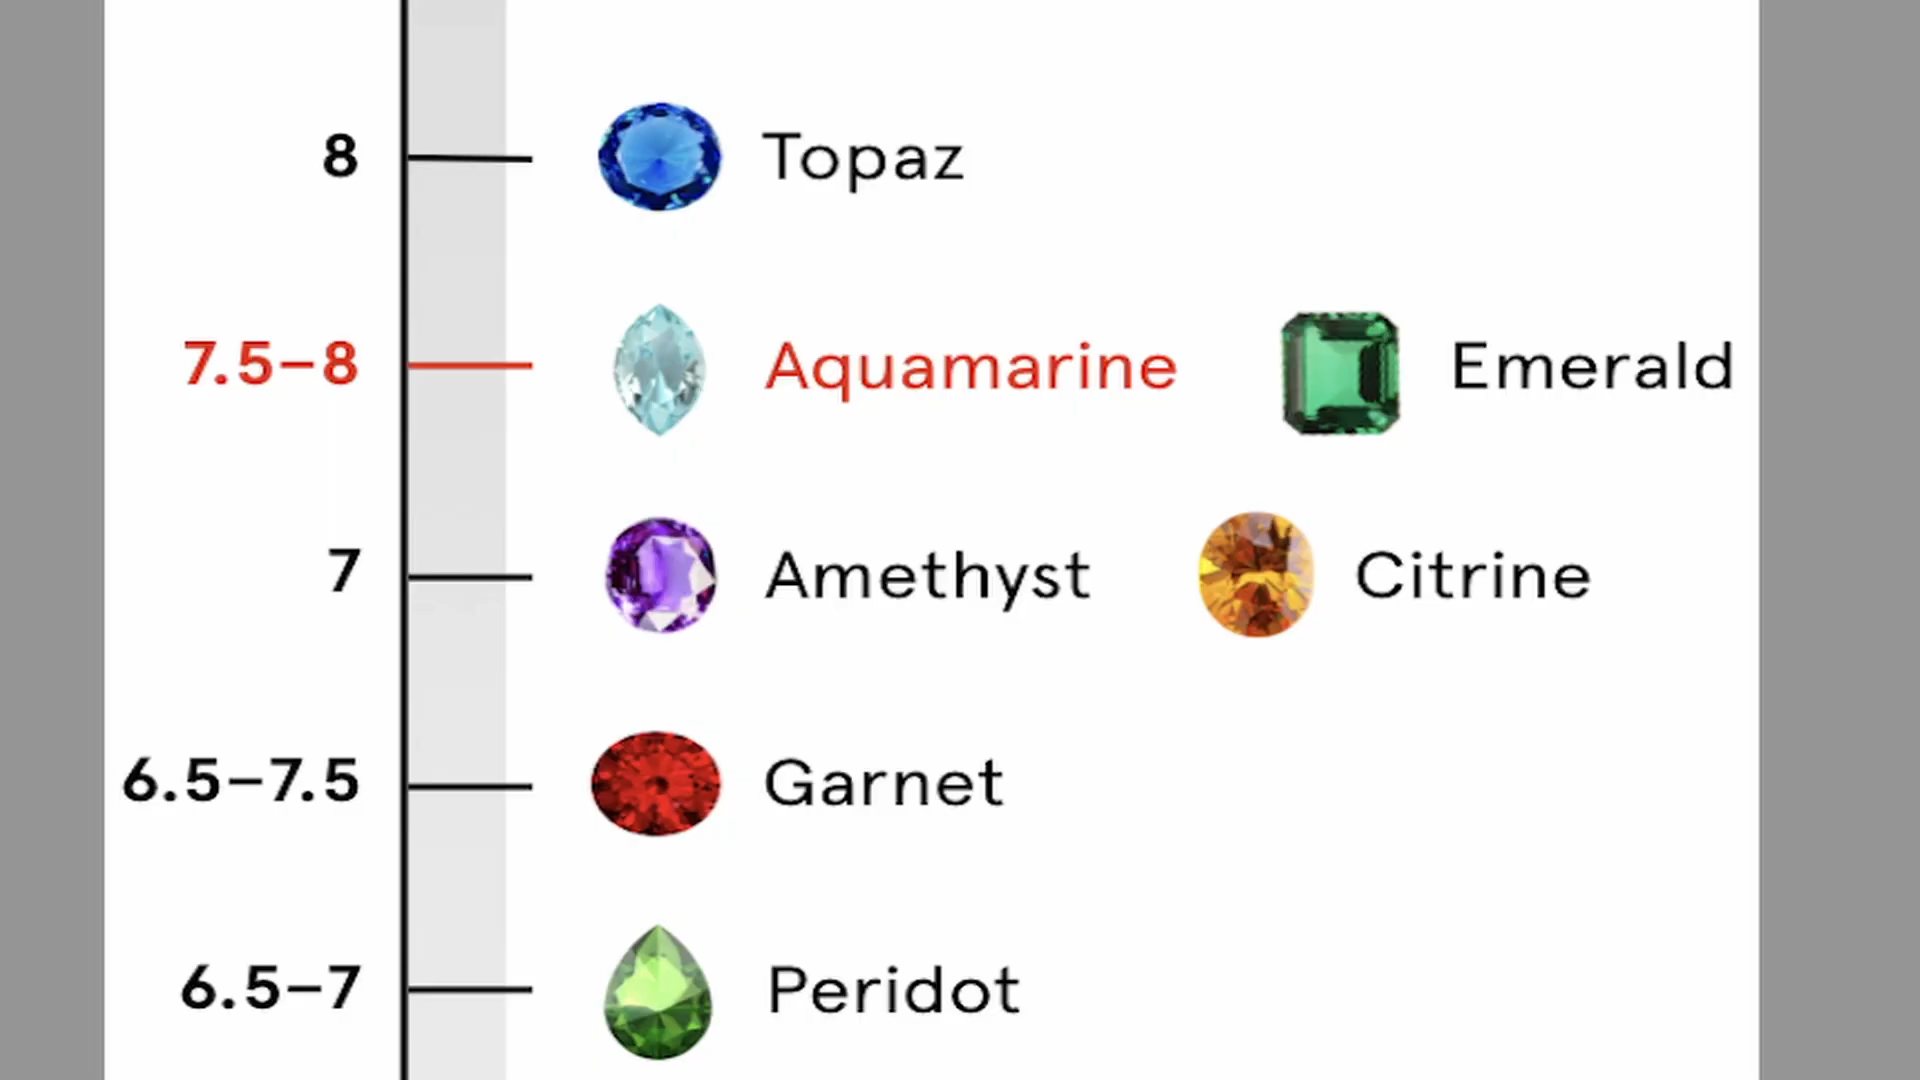 8 Topaz
7.5–8 Aquamarine Emerald
7 Amethyst Citrine
6.5–7.5 Garnet
6.5–7 Peridot